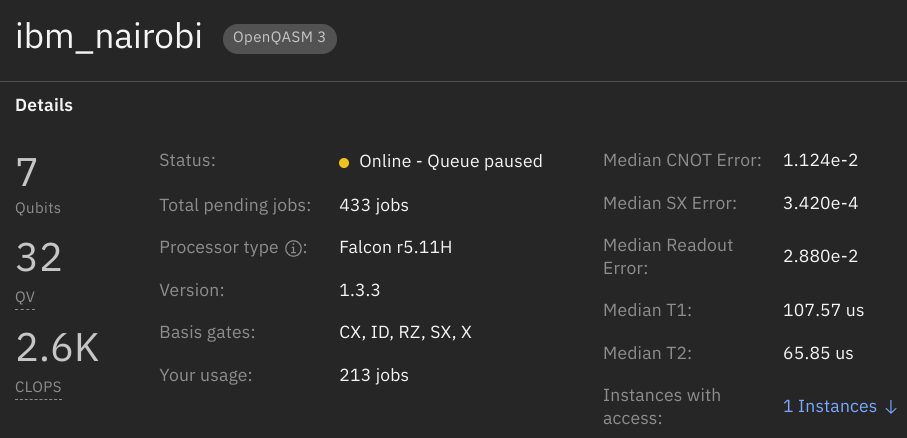 ibm_nairobi
OpenQASM 3
Details
7
Qubits
32
QV
2.6K
CLOPS
Status: Online - Queue paused
Total pending jobs: 433 jobs
Processor type ⓘ: Falcon r5.11H
Version: 1.3.3
Basis gates: CX, ID, RZ, SX, X
Your usage: 213 jobs
Median CNOT Error: 1.124e-2
Median SX Error: 3.420e-4
Median Readout
Error: 2.880e-2
Median T1: 107.57 us
Median T2: 65.85 us
Instances with
access: 1 Instances ↓